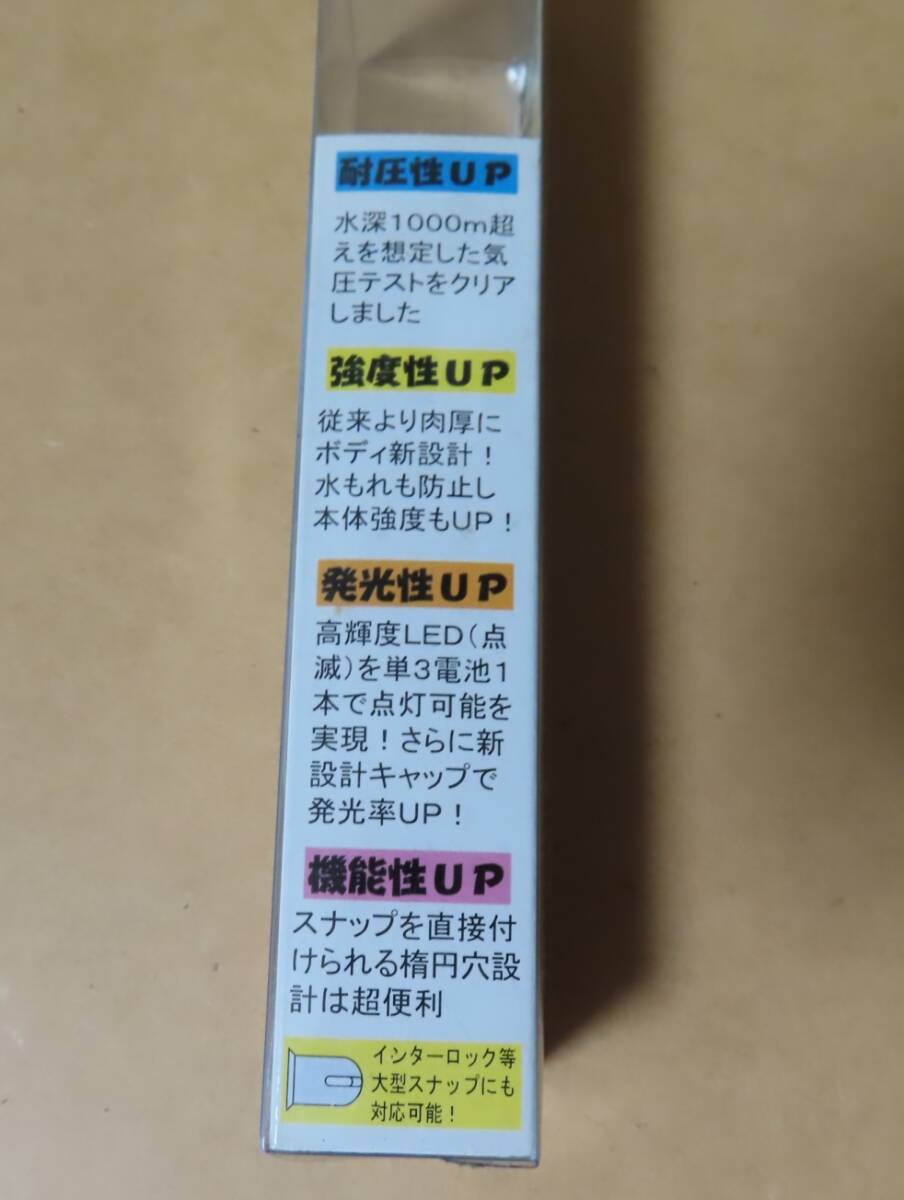 耐圧性UP
水深1000m超
えを想定した気
圧テストをクリア
しました
強度性UP
従来より肉厚に
ボディ新設計！
水もれも防止し
本体強度もUP！
発光性UP
高輝度LED（点
滅）を単3電池1
本で点灯可能を
実現！さらに新
設計キャップで
発光率UP！
機能性UP
スナップを直接付
けられる楕円穴設
計は超便利
インターロック等
大型スナップにも
対応可能！